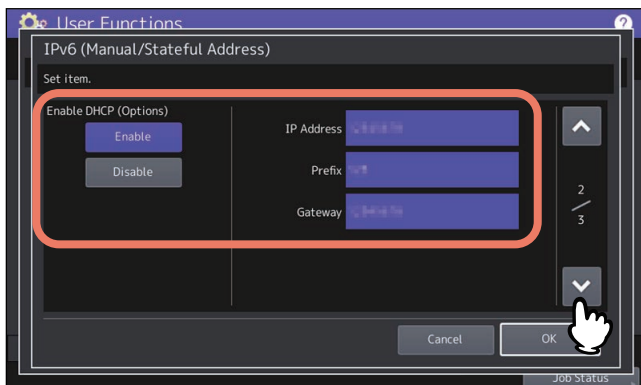 User Functions
?
IPv6 (Manual/Stateful Address)
Set item.
Enable DHCP (Options)
Enable
Disable
IP Address
Prefix
Gateway
2
3
Cancel
OK
Job Status